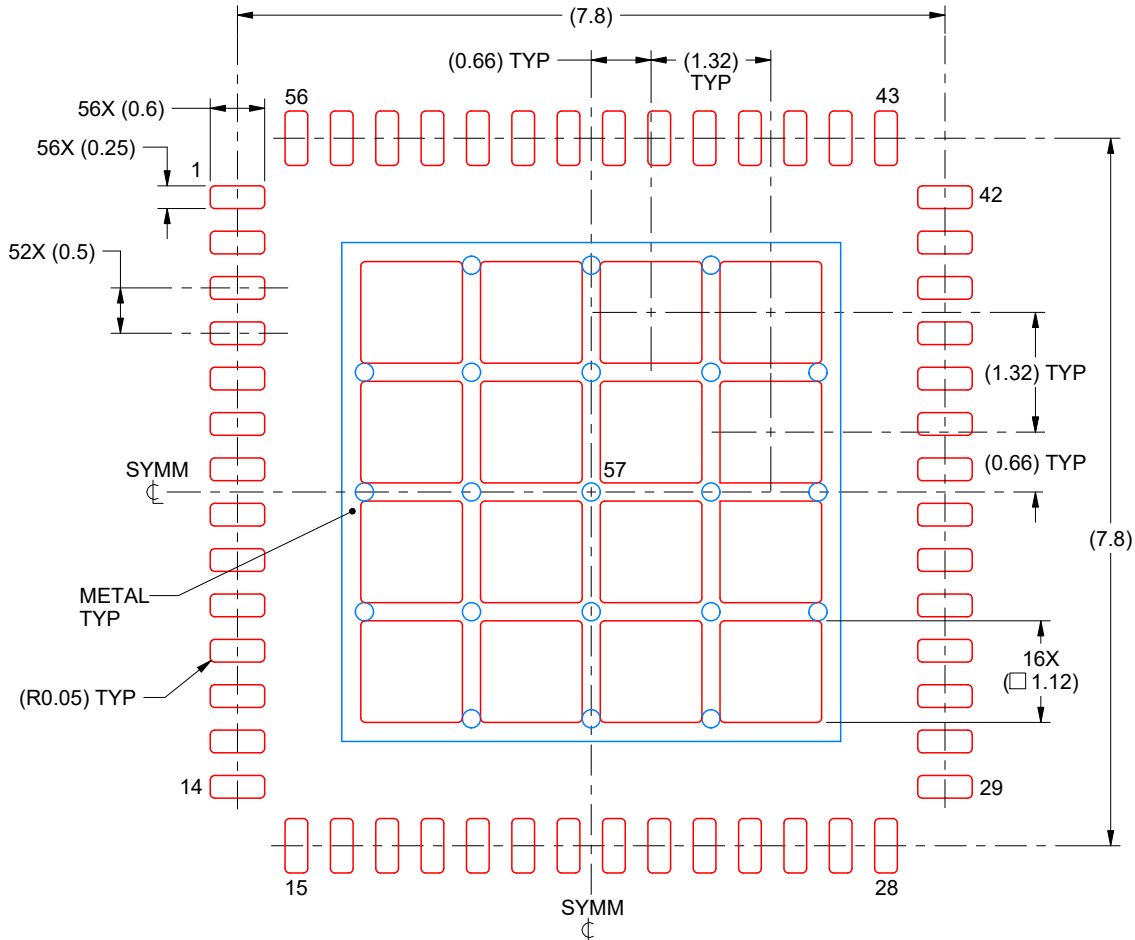 (7.8)
(0.66) TYP
(1.32)
TYP
56X (0.6)
56
43
56X (0.25)
1
42
52X (0.5)
(1.32) TYP
SYMM
℄
57
(0.66) TYP
(7.8)
METAL
TYP
16X
(□ 1.12)
(R0.05) TYP
14
29
15
28
SYMM
℄